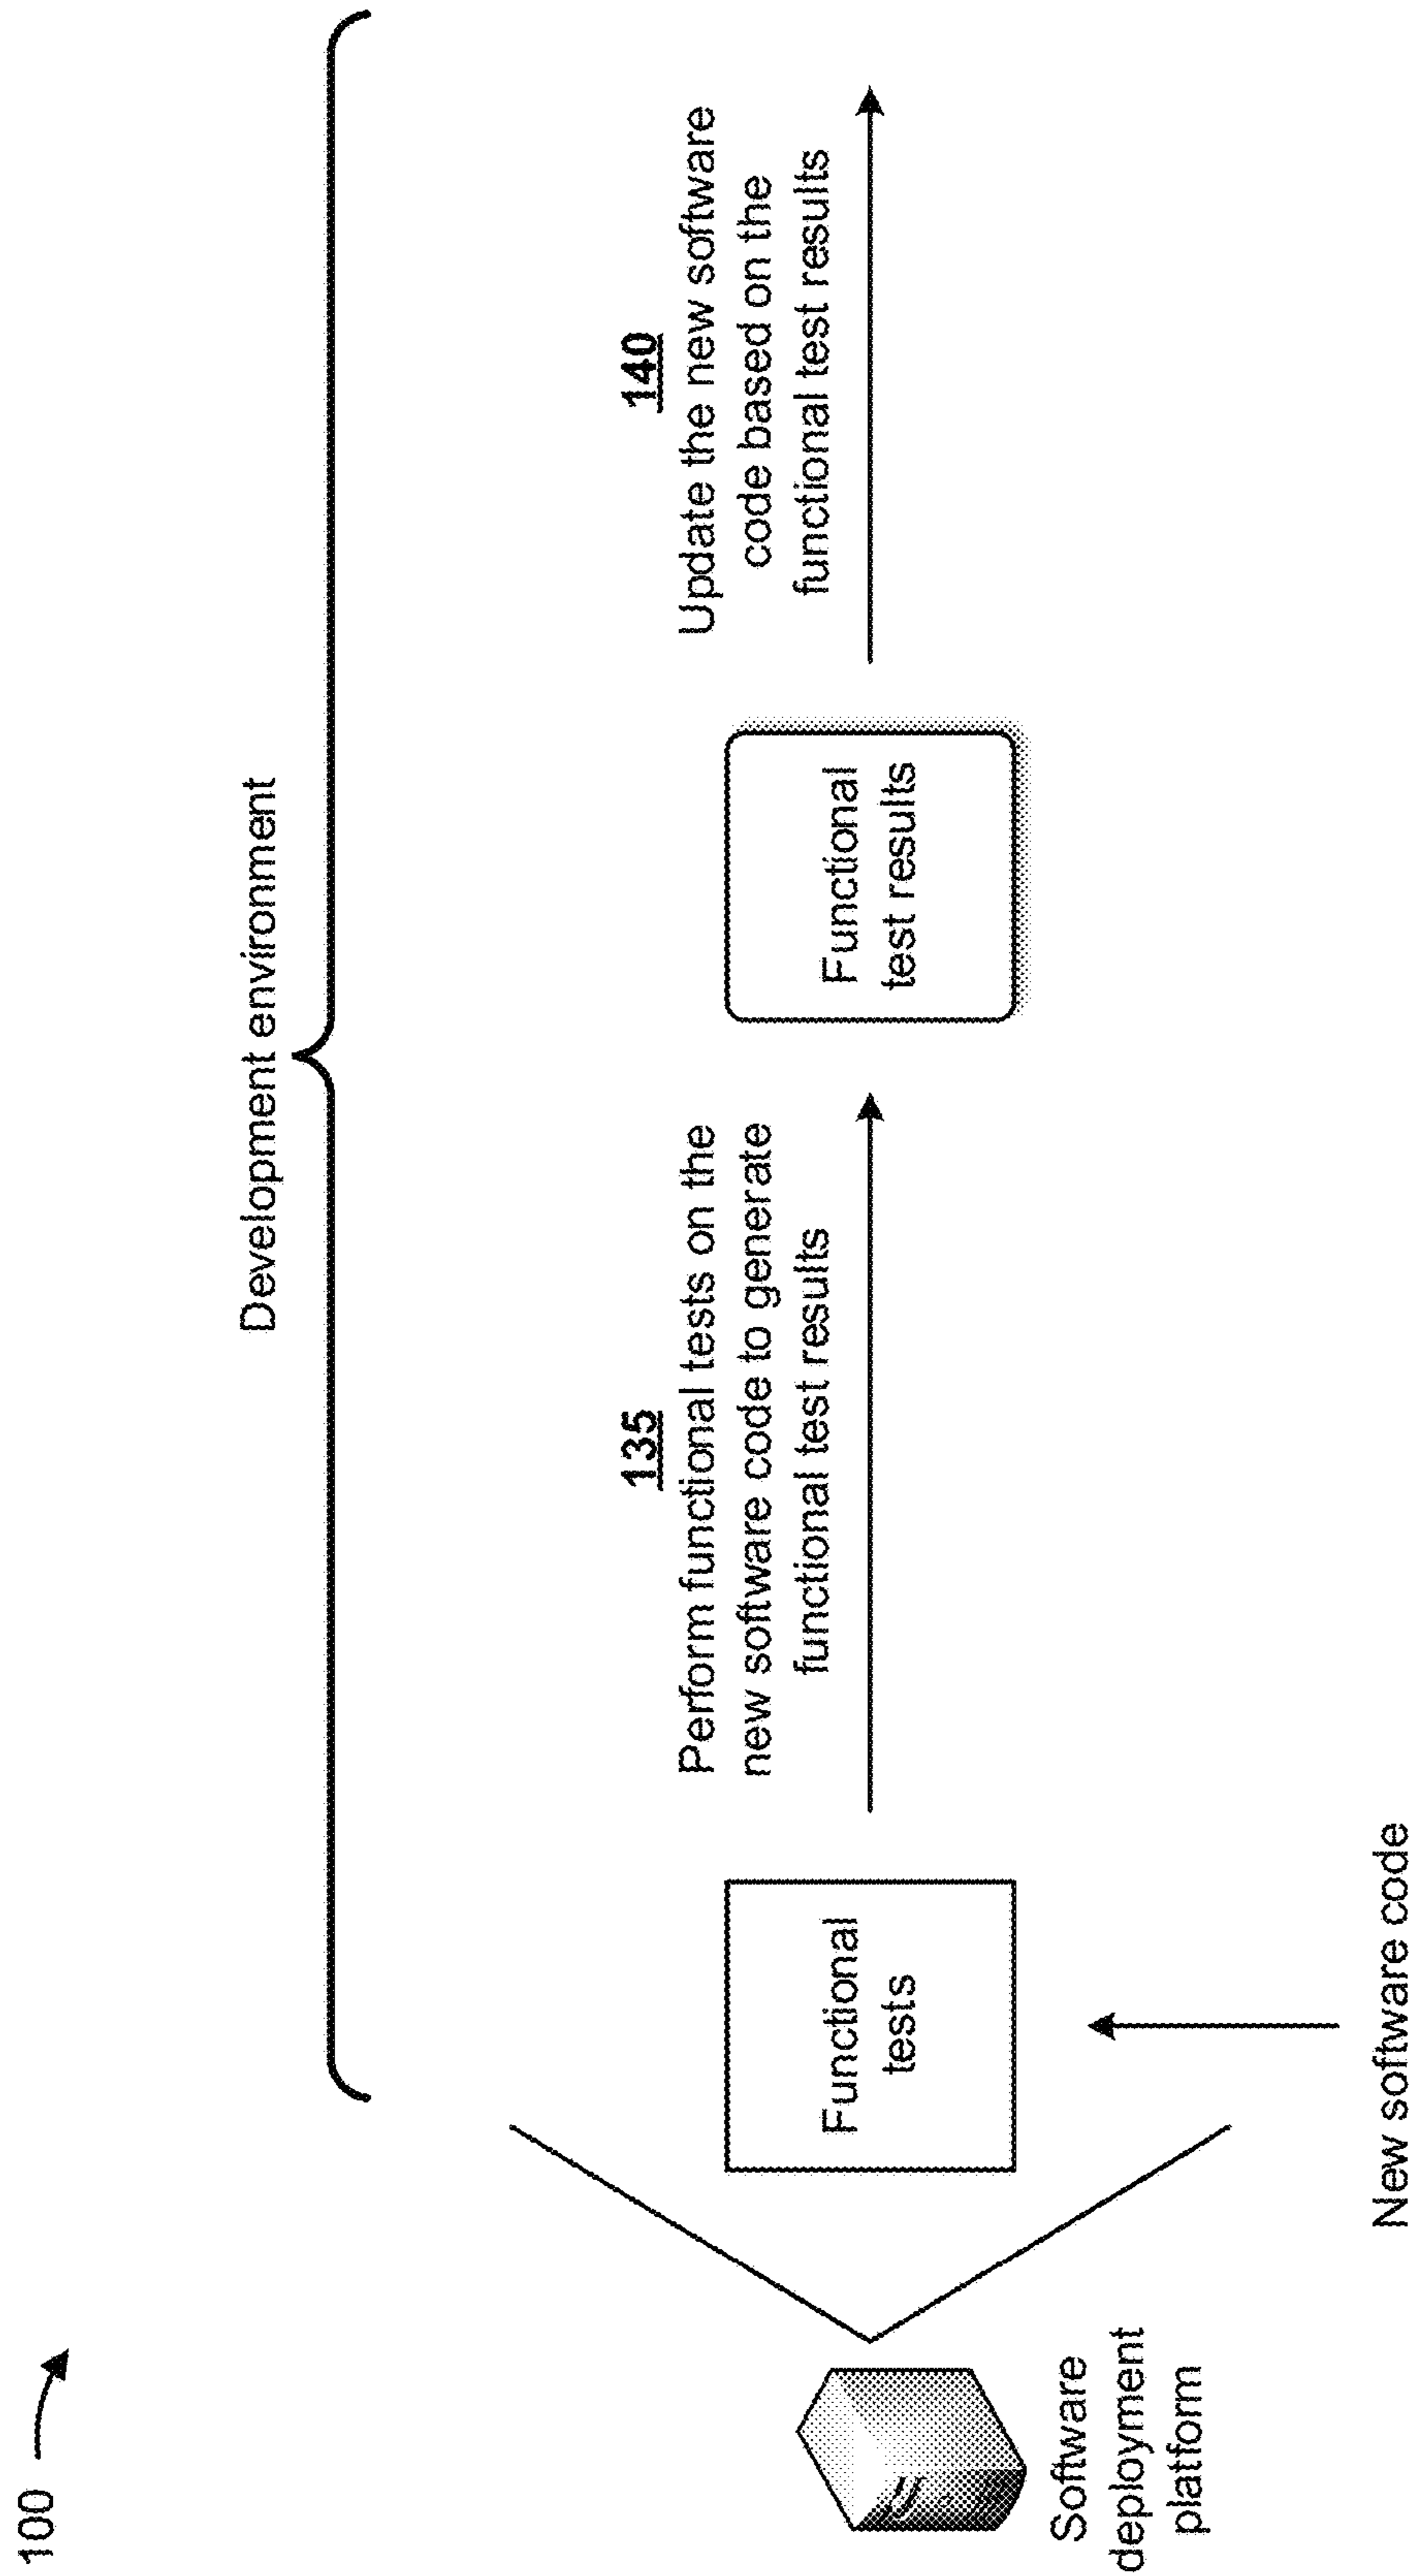 100
Development environment
135
Perform functional tests on the
new software code to generate
functional test results
140
Update the new software
code based on the
functional test results
Functional
tests
Functional
test results
Software
deployment
platform
New software code